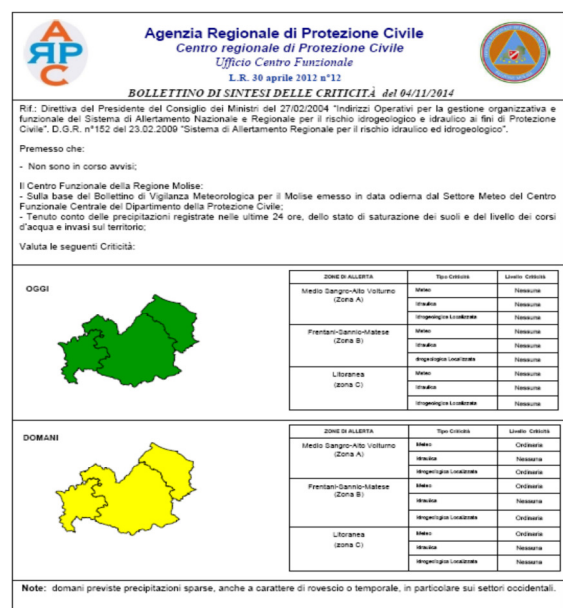 A
ЯP
C
Agenzia Regionale di Protezione Civile
Centro regionale di Protezione Civile
Ufficio Centro Funzionale
L.R. 30 aprile 2012 n°12
BOLLETTINO DI SINTESI DELLE CRITICITÀ del 04/11/2014
Rif.: Direttiva del Presidente del Consiglio dei Ministri del 27/02/2004 "Indirizzi Operativi per la gestione organizzativa e
funzionale del Sistema di Allertamento Nazionale e Regionale per il rischio idrogeologico e idraulico ai fini di Protezione
Civile". D.G.R. n°152 del 23.02.2009 "Sistema di Allertamento Regionale per il rischio idraulico ed idrogeologico".
Premesso che:
- Non sono in corso avvisi;
Il Centro Funzionale della Regione Molise:
- Sulla base del Bollettino di Vigilanza Meteorologica per il Molise emesso in data odierna dal Settore Meteo del Centro
Funzionale Centrale del Dipartimento della Protezione Civile;
- Tenuto conto delle precipitazioni registrate nelle ultime 24 ore, dello stato di saturazione dei suoli e del livello dei corsi
d'acqua e invasi sul territorio;
Valuta le seguenti Criticità:
OGGI
ZONE DI ALLERTA Tipo Criticità Livello Criticità
Medio Sangro-Alto Volturno Meteo Nessuna
(Zona A) Idraulica Nessuna
Idrogeologica Localizzata Nessuna
Frentani-Sannio-Matese Meteo Nessuna
(Zona B) Idraulica Nessuna
drogeologica Localizzata Nessuna
Litoranea Meteo Nessuna
(zona C) Idraulica Nessuna
Idrogeologica Localizzata Nessuna
DOMANI
ZONE DI ALLERTA Tipo Criticità Livello Criticità
Medio Sangro-Alto Volturno Meteo Ordinaria
(Zona A) Idraulica Nessuna
Idrogeologica Localizzata Ordinaria
Frentani-Sannio-Matese Meteo Ordinaria
(Zona B) Idraulica Nessuna
Idrogeologica Localizzata Ordinaria
Litoranea Meteo Ordinaria
(zona C) Idraulica Nessuna
Idrogeologica Localizzata Ordinaria
Note: domani previste precipitazioni sparse, anche a carattere di rovescio o temporale, in particolare sui settori occidentali.